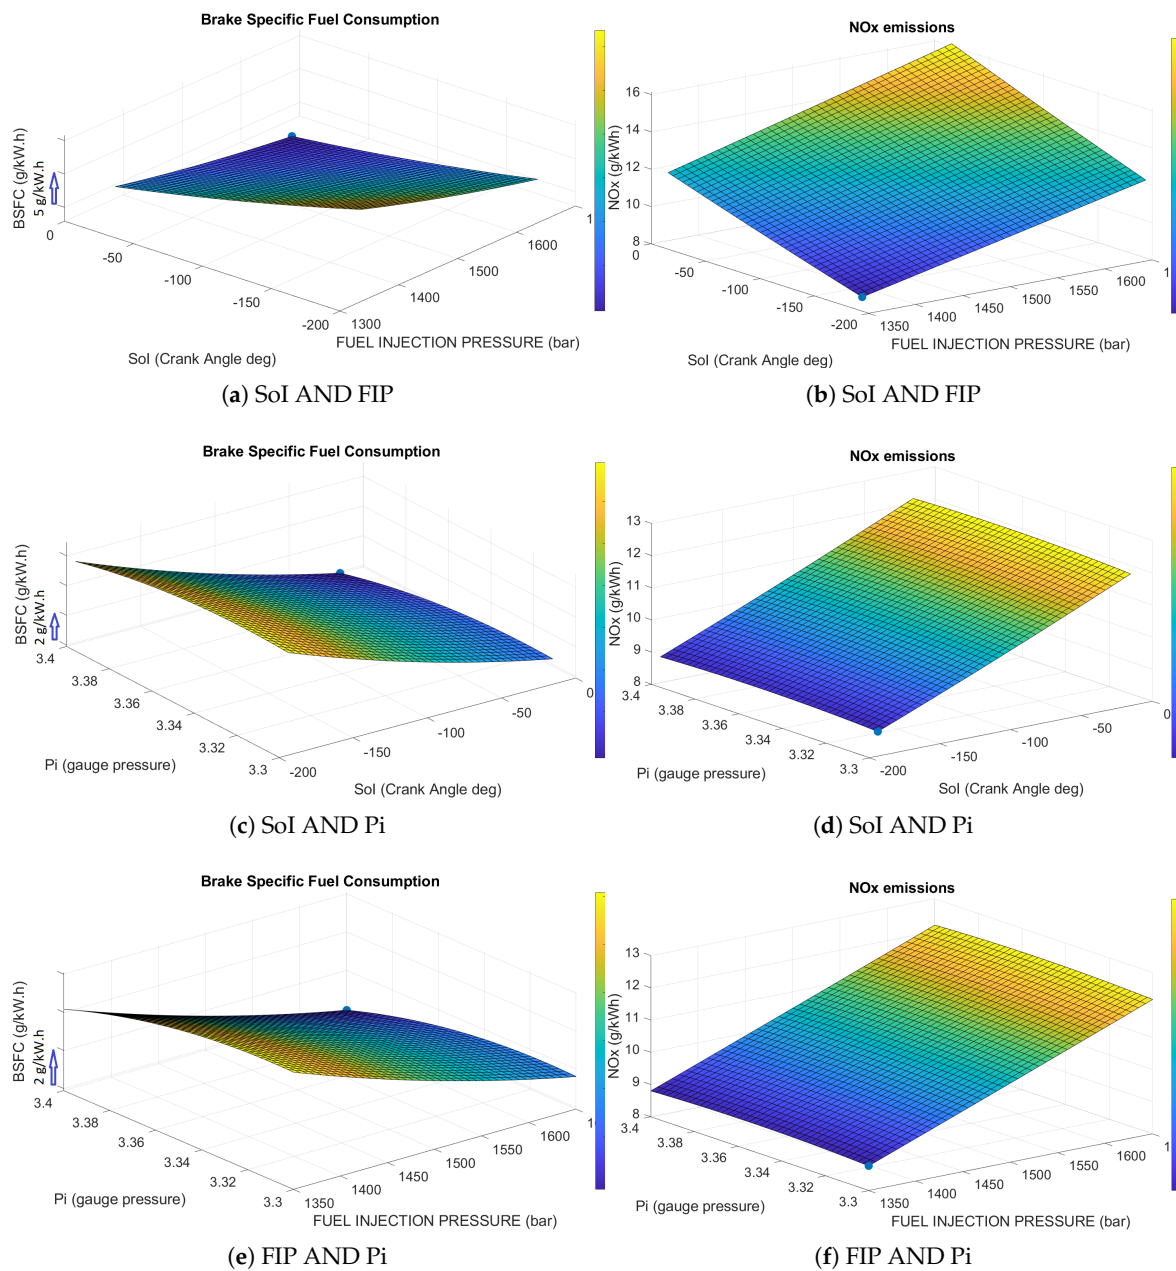 Brake Specific Fuel Consumption
BSFC (g/kW.h)
5 g/kW.h
0
-50
-100
-150
-200
1300
1400
1500
1600
1
SoI (Crank Angle deg)
FUEL INJECTION PRESSURE (bar)
(a) SoI AND FIP
NOx emissions
NOx (g/kWh)
16
14
12
10
8
0
-50
-100
-150
-200
1350
1400
1450
1500
1550
1600
1
SoI (Crank Angle deg)
FUEL INJECTION PRESSURE (bar)
(b) SoI AND FIP
Brake Specific Fuel Consumption
BSFC (g/kW.h)
2 g/kW.h
3.4
3.38
3.36
3.34
3.32
3.3
-200
-150
-100
-50
0
Pi (gauge pressure)
SoI (Crank Angle deg)
(c) SoI AND Pi
NOx emissions
NOx (g/kWh)
13
12
11
10
9
8
3.4
3.38
3.36
3.34
3.32
3.3
-200
-150
-100
-50
0
Pi (gauge pressure)
SoI (Crank Angle deg)
(d) SoI AND Pi
Brake Specific Fuel Consumption
BSFC (g/kW.h)
2 g/kW.h
3.4
3.38
3.36
3.34
3.32
3.3
1350
1400
1450
1500
1550
1600
Pi (gauge pressure)
FUEL INJECTION PRESSURE (bar)
(e) FIP AND Pi
NOx emissions
NOx (g/kWh)
13
12
11
10
9
8
3.4
3.38
3.36
3.34
3.32
3.3
1350
1400
1450
1500
1550
1600
1
Pi (gauge pressure)
FUEL INJECTION PRESSURE (bar)
(f) FIP AND Pi